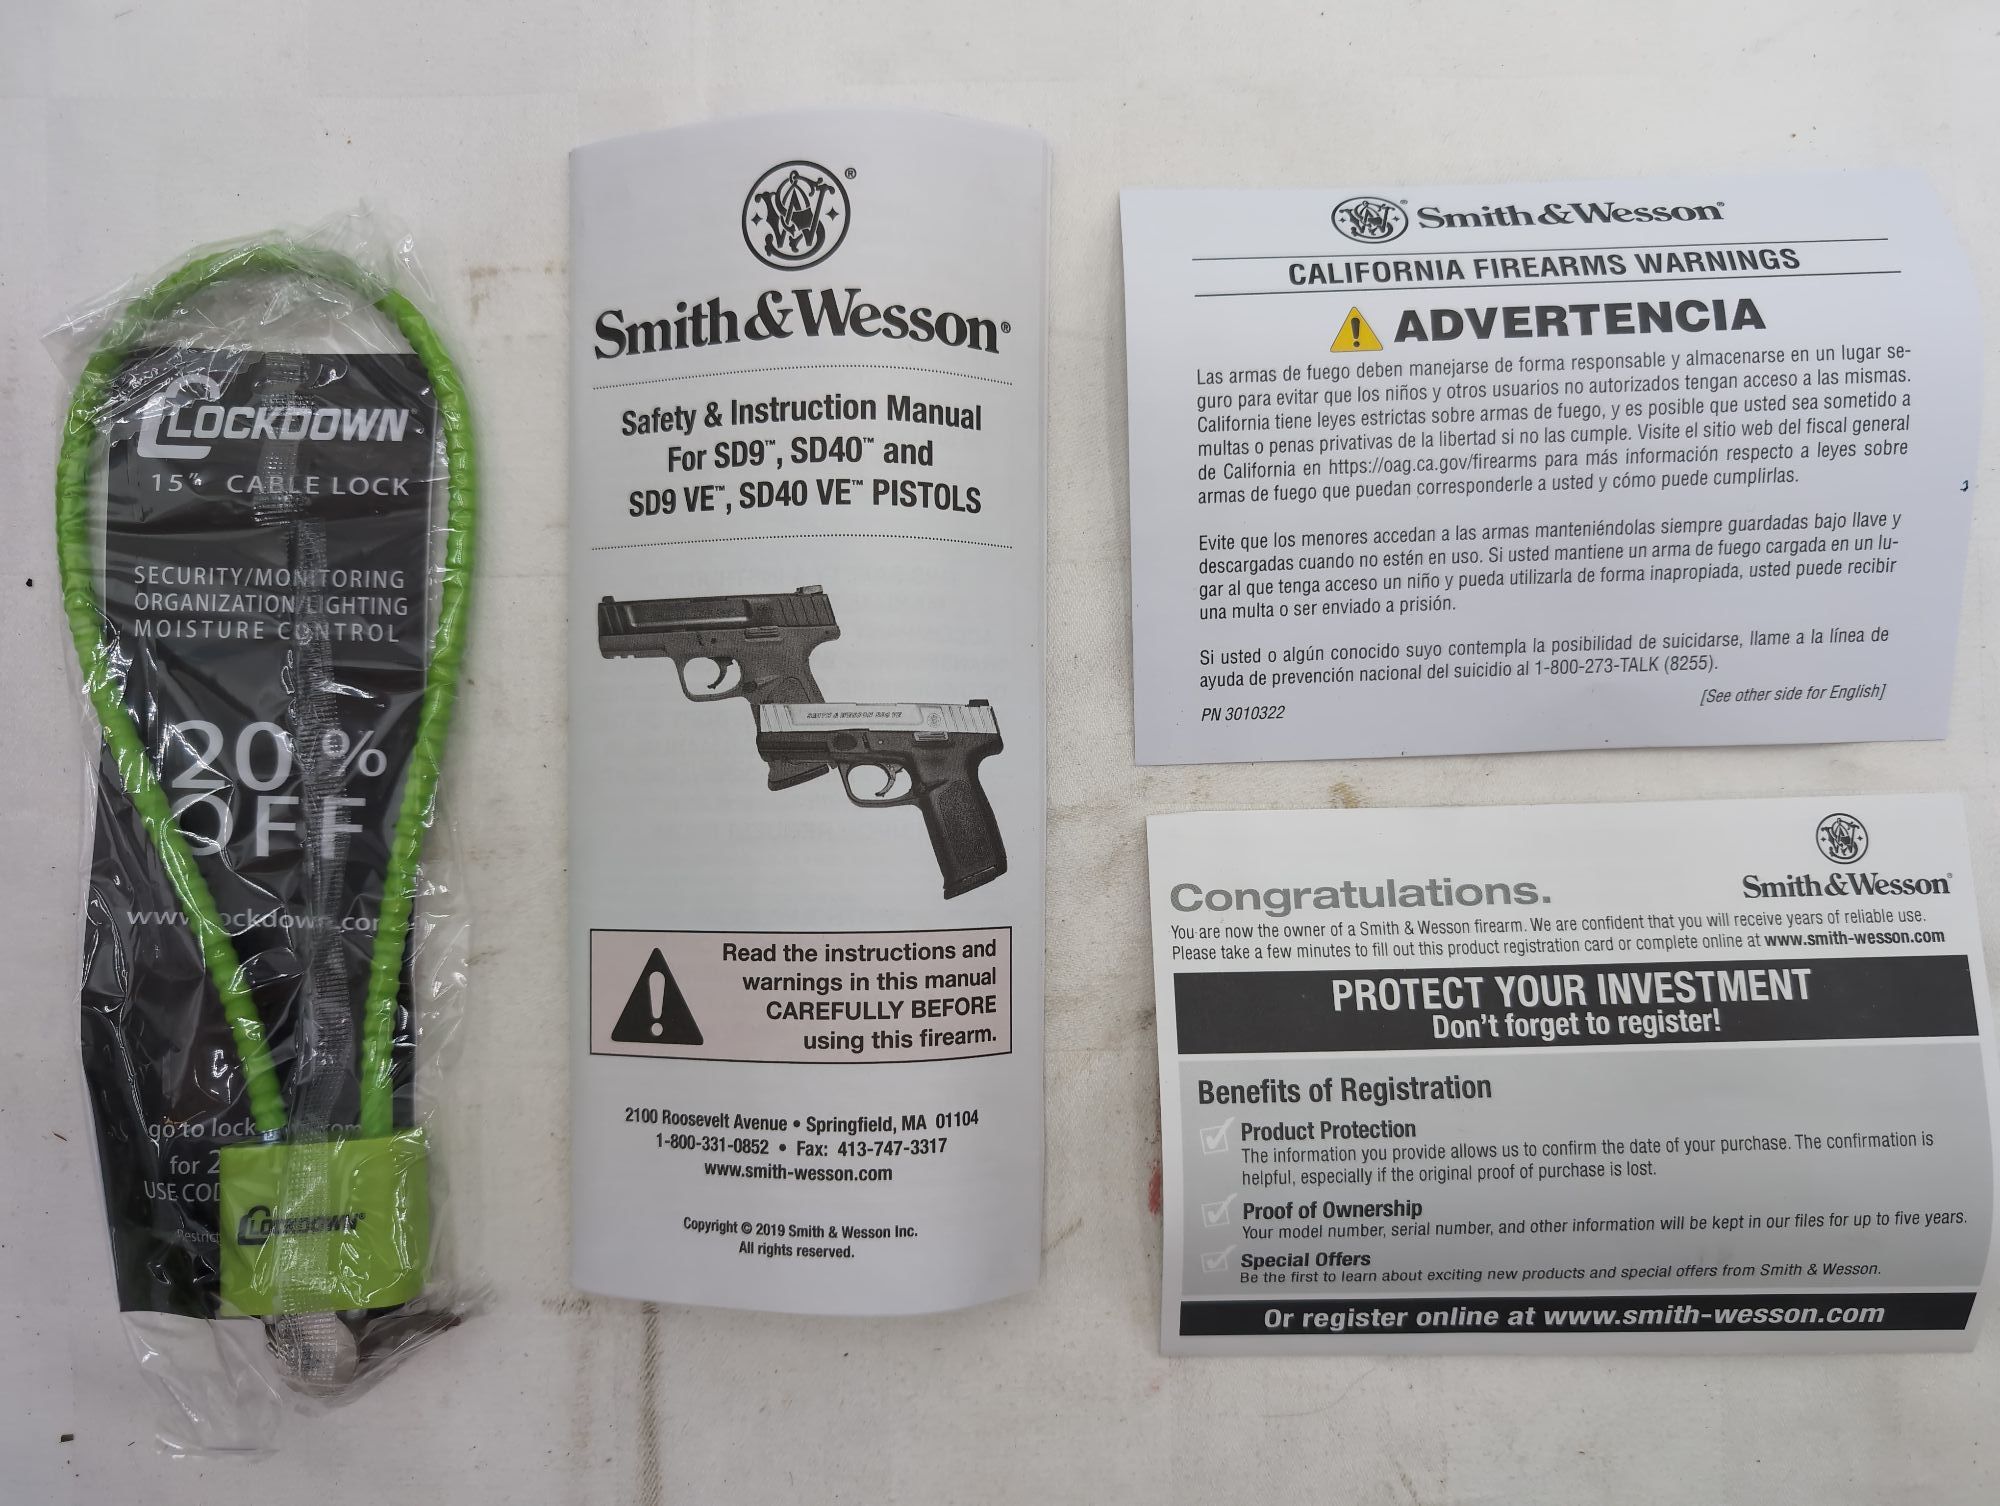 LOCKDOWN
15" CABLE LOCK
SECURITY/MONITORING
ORGANIZATION/LIGHTING
MOISTURE CONTROL
20%
OFF
go to lock
for 2
USE COD
Restric
LOCKDOWN®
®
Smith & Wesson®
Safety & Instruction Manual
For SD9™, SD40™ and
SD9 VE™, SD40 VE™ PISTOLS
Read the instructions and
warnings in this manual
CAREFULLY BEFORE
using this firearm.
2100 Roosevelt Avenue • Springfield, MA 01104
1-800-331-0852 • Fax: 413-747-3317
www.smith-wesson.com
Copyright © 2019 Smith & Wesson Inc.
All rights reserved.
Smith & Wesson®
CALIFORNIA FIREARMS WARNINGS
ADVERTENCIA
Las armas de fuego deben manejarse de forma responsable y almacenarse en un lugar se-
guro para evitar que los niños y otros usuarios no autorizados tengan acceso a las mismas.
California tiene leyes estrictas sobre armas de fuego, y es posible que usted sea sometido a
multas o penas privativas de la libertad si no las cumple. Visite el sitio web del fiscal general
de California en https://oag.ca.gov/firearms para más información respecto a leyes sobre
armas de fuego que puedan corresponderle a usted y cómo puede cumplirlas.
Evite que los menores accedan a las armas manteniéndolas siempre guardadas bajo llave y
descargadas cuando no estén en uso. Si usted mantiene un arma de fuego cargada en un lu-
gar al que tenga acceso un niño y pueda utilizarla de forma inapropiada, usted puede recibir
una multa o ser enviado a prisión.
Si usted o algún conocido suyo contempla la posibilidad de suicidarse, llame a la línea de
ayuda de prevención nacional del suicidio al 1-800-273-TALK (8255).
[See other side for English]
PN 3010322
Smith & Wesson®
Congratulations.
You are now the owner of a Smith & Wesson firearm. We are confident that you will receive years of reliable use.
Please take a few minutes to fill out this product registration card or complete online at www.smith-wesson.com
PROTECT YOUR INVESTMENT
Don't forget to register!
Benefits of Registration
Product Protection
The information you provide allows us to confirm the date of your purchase. The confirmation is
helpful, especially if the original proof of purchase is lost.
Proof of Ownership
Your model number, serial number, and other information will be kept in our files for up to five years.
Special Offers
Be the first to learn about exciting new products and special offers from Smith & Wesson.
Or register online at www.smith-wesson.com